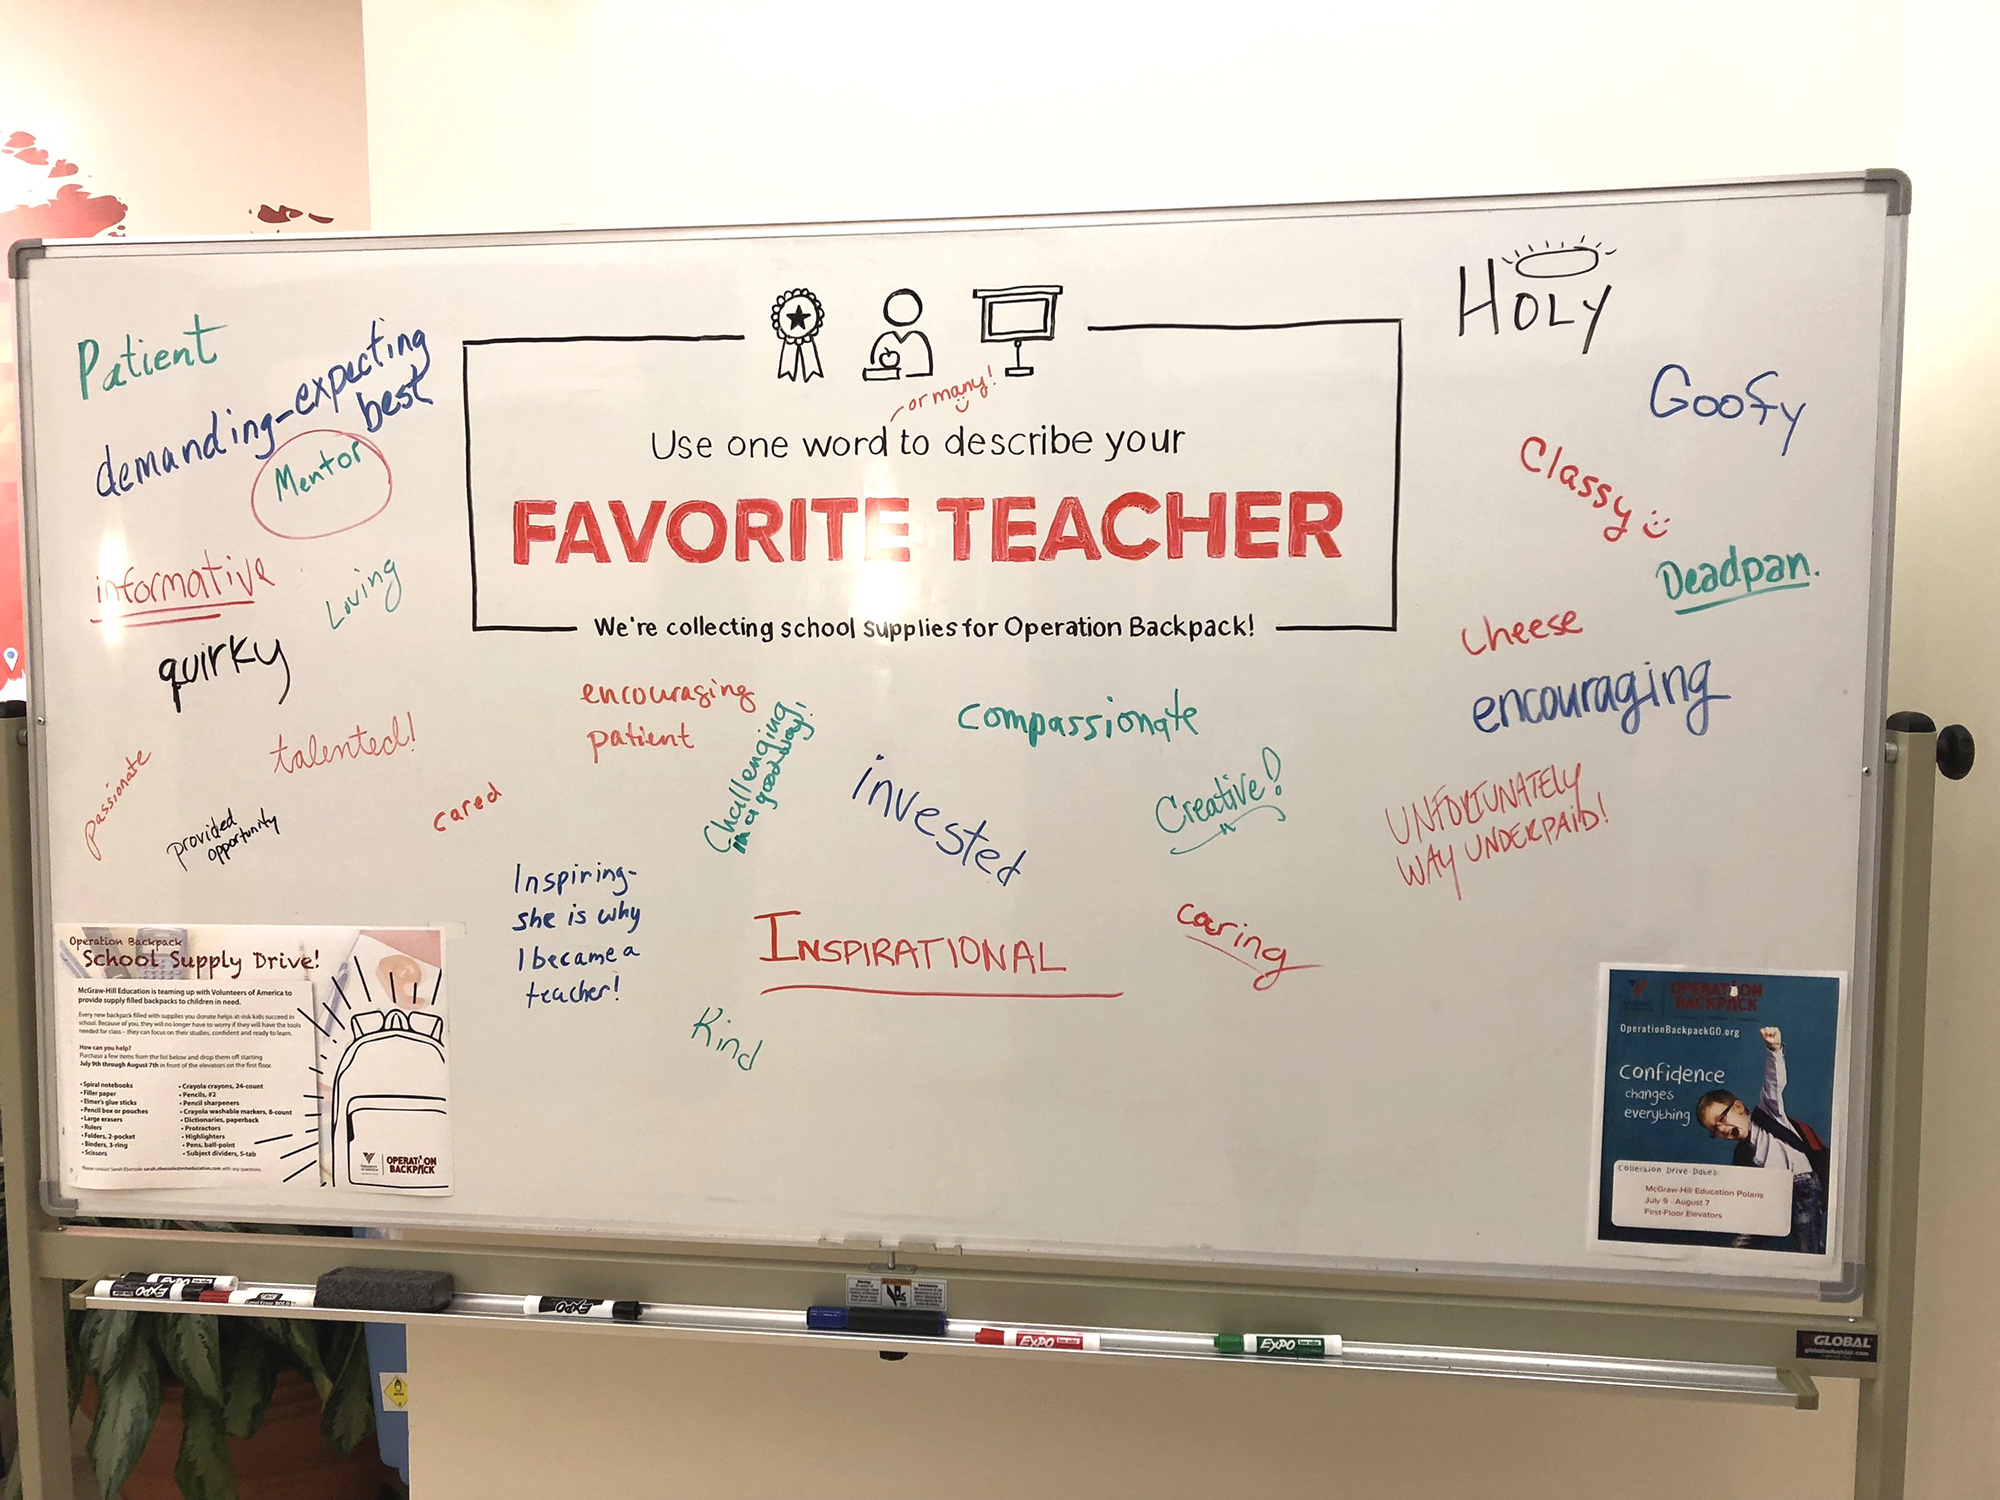 HOLY
Patient
demanding-expecting
best
Mentor
or many!
Use one word to describe your
FAVORITE TEACHER
We're collecting school supplies for Operation Backpack!
Goofy
Classy
Deadpan.
cheese
encouraging
UNFORTUNATELY
WAY UNDERPAID!
informative
Loving
quirky
talented!
passionate
provided
opportunity
cared
encouraging
patient
Challenging
in a good way!
compassionate
invested
Creative!
Inspiring-
she is why
I became a
teacher!
INSPIRATIONAL
caring
Kind
Operation Backpack
School Supply Drive!
McGraw-Hill Education is teaming up with Volunteers of America to
provide supply filled backpacks to children in need.
Every new backpack filled with supplies you donate helps at-risk kids succeed in
school. Because of you, they will no longer have to worry if they will have the tools
needed for class – they can focus on their studies, confident and ready to learn.
How can you help?
Purchase a few items from the list below and drop them off starting
July 9th through August 7th in front of the elevators on the first floor.
• Spiral notebooks
• Filler paper
• Elmer's glue sticks
• Pencil box or pouches
• Large erasers
• Rulers
• Folders, 2-pocket
• Binders, 3-ring
• Scissors
• Crayola crayons, 24-count
• Pencils, #2
• Pencil sharpeners
• Crayola washable markers, 8-count
• Dictionaries, paperback
• Protractors
• Highlighters
• Pens, ball-point
• Subject dividers, 5-tab
Please contact Sarah Ebersole sarah.ebersole@mheducation.com with any questions.
OPERATION
BACKPACK
OPERATION
BACKPACK
OperationBackpackGO.org
Confidence
changes
everything
Collection Drive Dates:
McGraw-Hill Education Polaris
July 9 - August 7
First-Floor Elevators
EXPO
EXPO
EXPO
EXPO
EXPO
CAUTION
GLOBAL